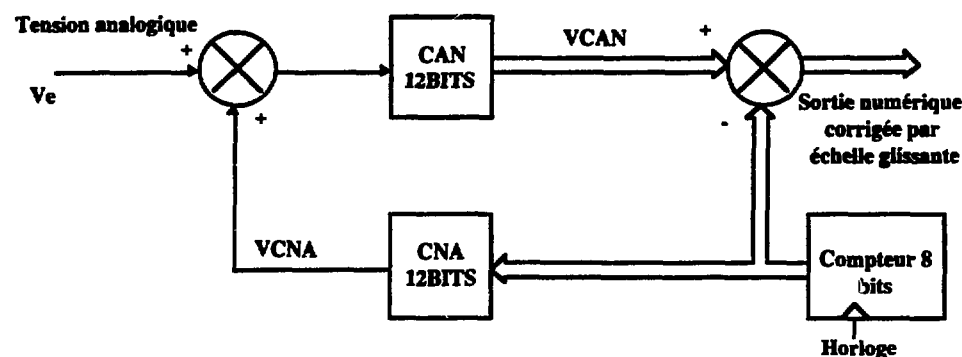 Tension analogique
+
Ve
+
CAN
12BITS
VCAN
+
-
Sortie numérique
corrigée par
échelle glissante
VCNA
CNA
12BITS
Compteur 8
bits
Horloge